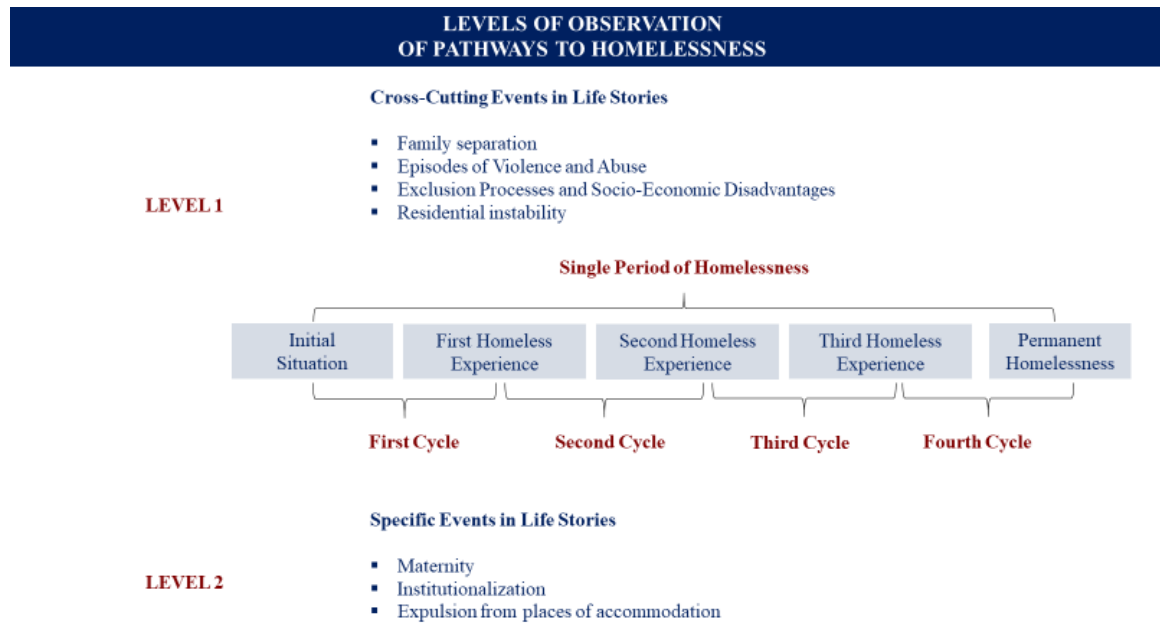 LEVELS OF OBSERVATION
OF PATHWAYS TO HOMELESSNESS
Cross-Cutting Events in Life Stories
▪ Family separation
▪ Episodes of Violence and Abuse
▪ Exclusion Processes and Socio-Economic Disadvantages
LEVEL 1
▪ Residential instability
Single Period of Homelessness
Initial
Situation
First Homeless
Experience
Second Homeless
Experience
Third Homeless
Experience
Permanent
Homelessness
First Cycle
Second Cycle
Third Cycle
Fourth Cycle
Specific Events in Life Stories
▪ Maternity
LEVEL 2
▪ Institutionalization
▪ Expulsion from places of accommodation